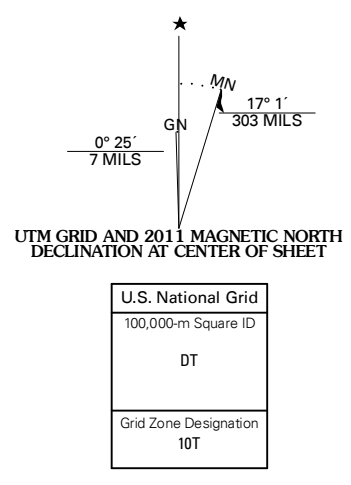 MN
17° 1´
303 MILS
GN
0° 25´
7 MILS
UTM GRID AND 2011 MAGNETIC NORTH
DECLINATION AT CENTER OF SHEET
U.S. National Grid
100,000-m Square ID
DT
Grid Zone Designation
10T